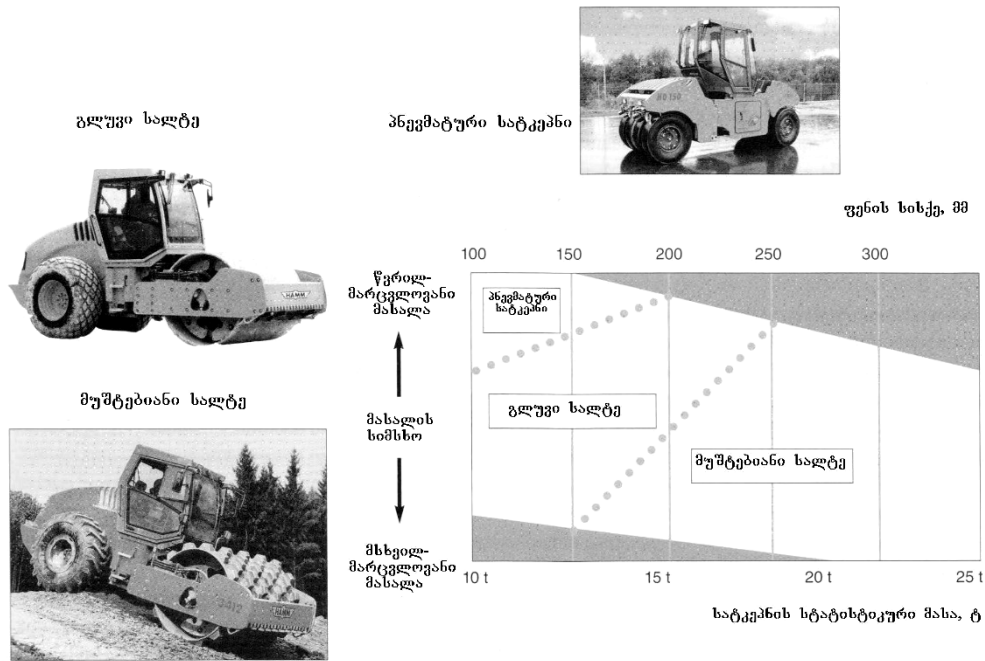 გლუვი სალტე
პნევმატური სატკეპნი
HD 150
ფენის სისქე, მმ
HAMM
მუშტებიანი სალტე
100 150 200 250 300
წვრილ-
მარცვლოვანი
მასალა
მასალის
სიმსხო
მსხვილ-
მარცვლოვანი
მასალა
პნევმატური
სატკეპნი
გლუვი სალტე
მუშტებიანი სალტე
10 t 15 t 20 t 25 t
სატკეპნის სტატისტიკური მასა, ტ
3412
HAMM